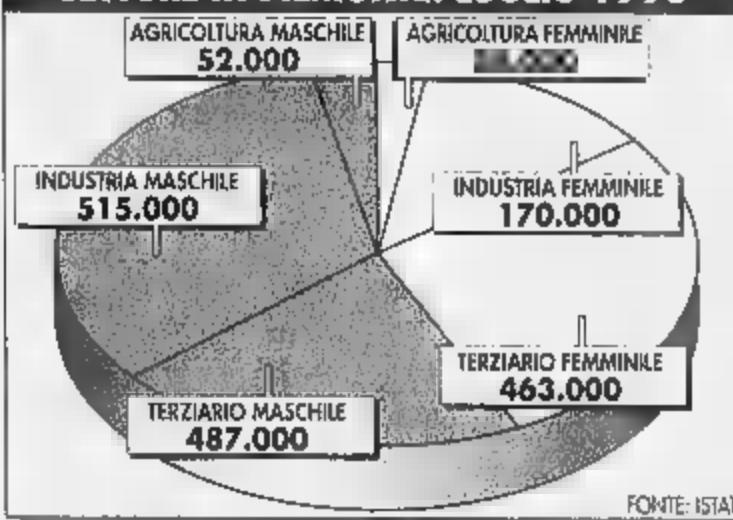 AGRICOLTURA MASCHILE
52.000
AGRICOLTURA FEMMINILE
INDUSTRIA MASCHILE
515.000
INDUSTRIA FEMMINILE
170.000
TERZIARIO FEMMINILE
463.000
TERZIARIO MASCHILE
487.000
FONTE: ISTAT